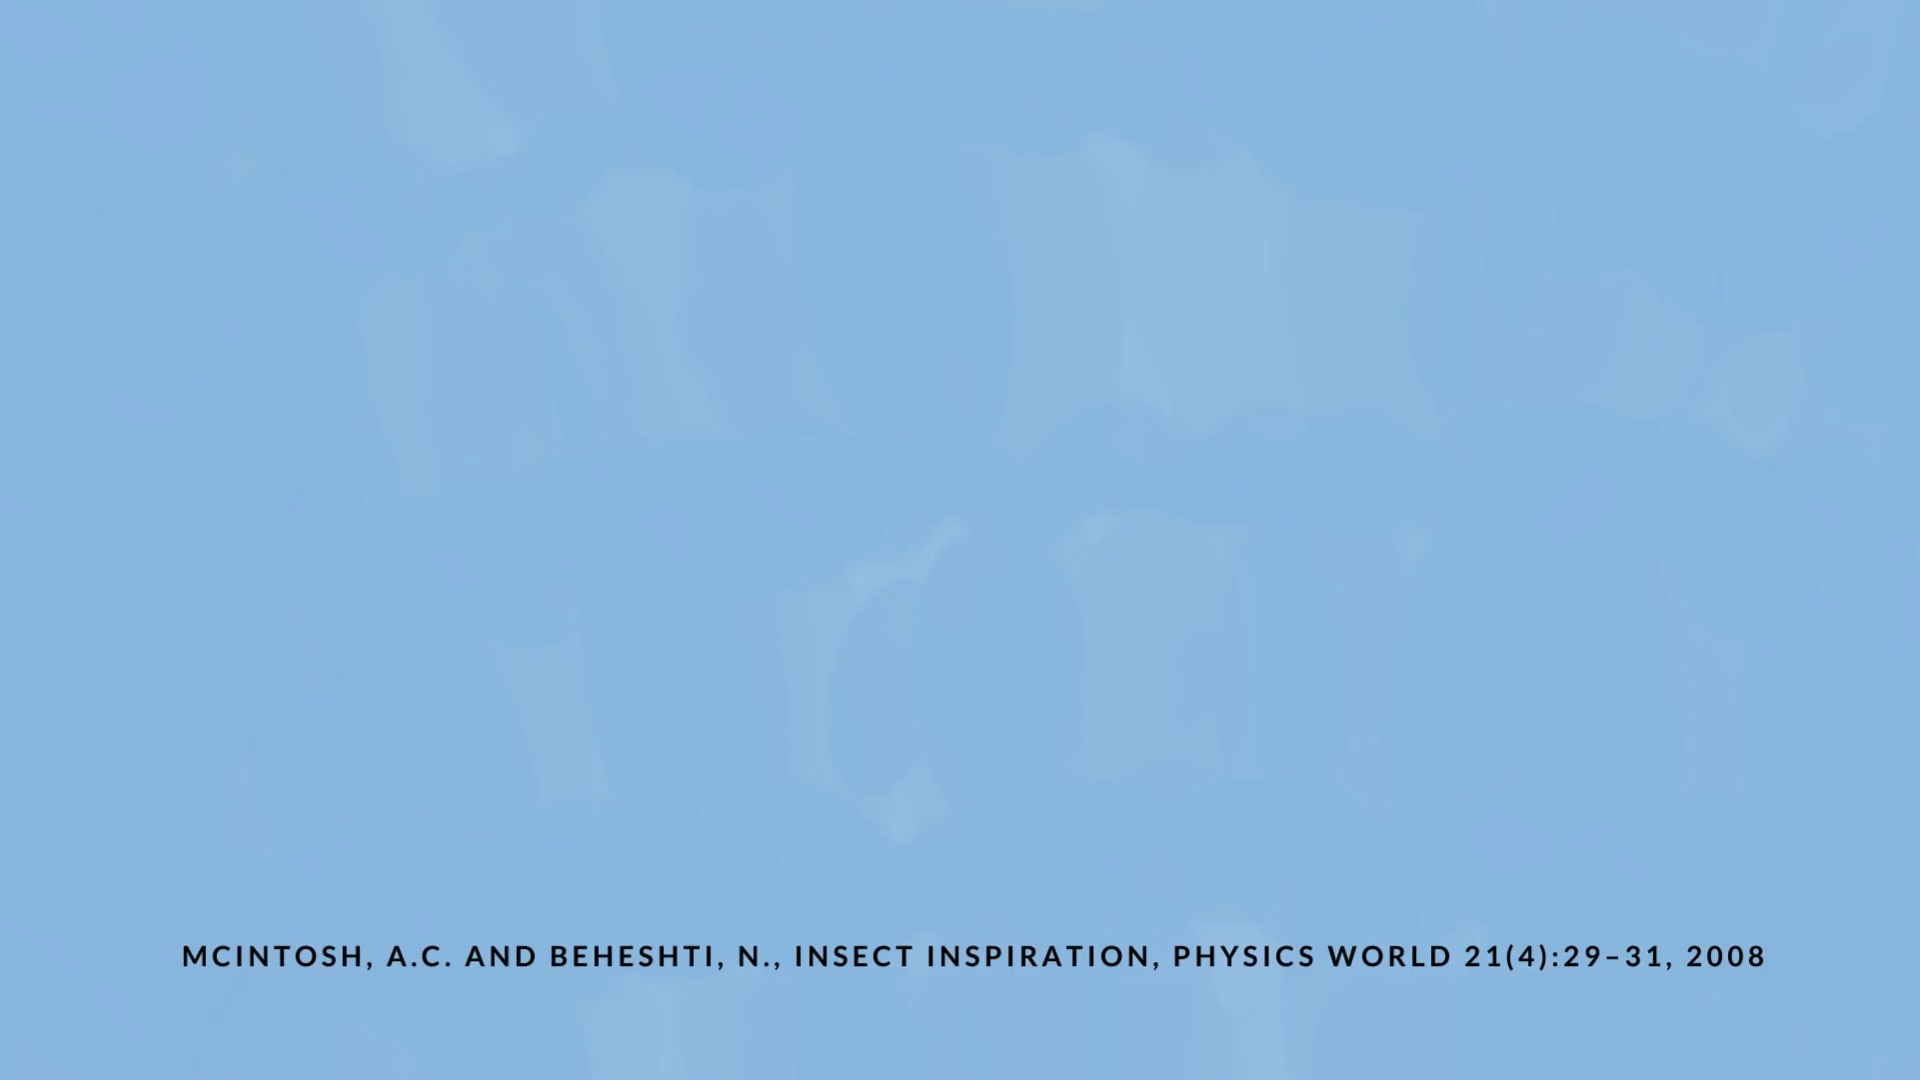 MCINTOSH, A.C. AND BEHESHTI, N., INSECT INSPIRATION, PHYSICS WORLD 21(4):29–31, 2008